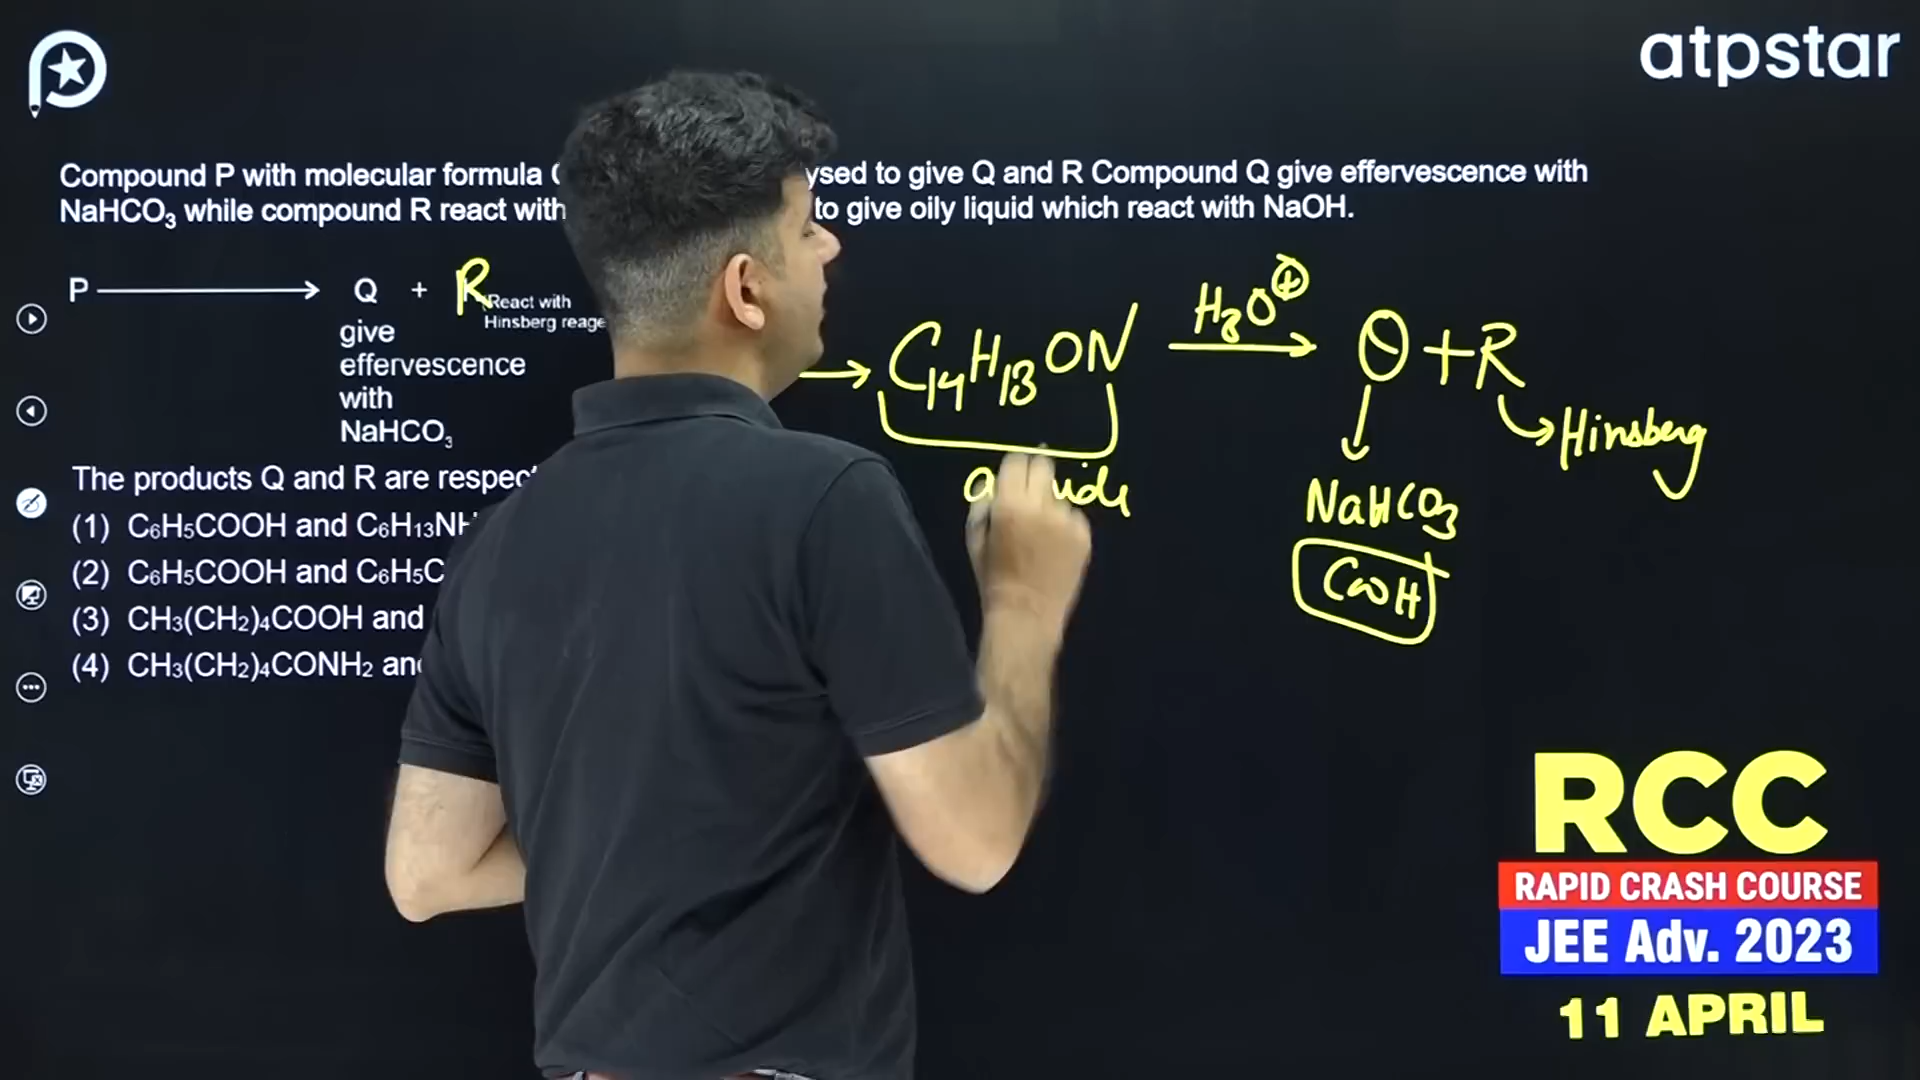 atpstar
Compound P with molecular formula ysed to give Q and R Compound Q give effervescence with
NaHCO₃ while compound R react with to give oily liquid which react with NaOH.
P → Q + R
React with
Hinsberg reage
give
effervescence
with
NaHCO₃
The products Q and R are respec
(1) C₆H₅COOH and C₆H₁₃NH
(2) C₆H₅COOH and C₆H₅C
(3) CH₃(CH₂)₄COOH and
(4) CH₃(CH₂)₄CONH₂ and
→ C₁₄H₁₃ON H₃O⊕ → Q + R
Hinsberg
NaHCO₃
COOH
RCC
RAPID CRASH COURSE
JEE Adv. 2023
11 APRIL